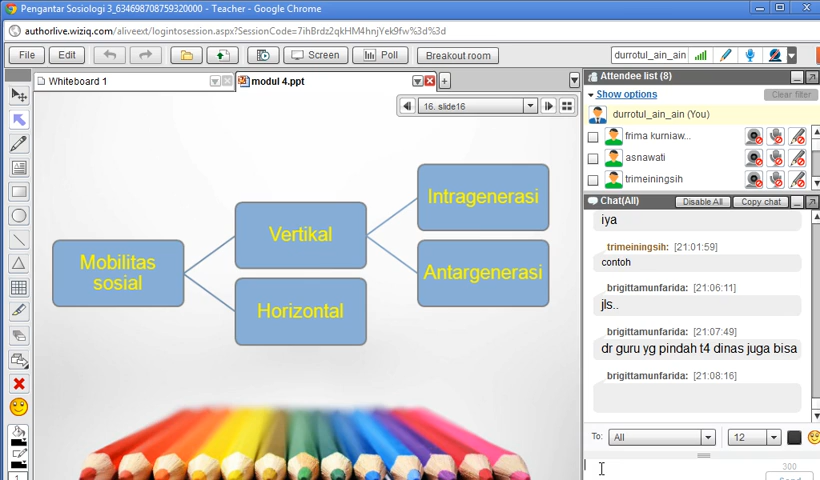 Pengantar Sosiologi 3_634698708759320000 - Teacher - Google Chrome
authorlive.wiziq.com/aliveext/logintosession.aspx?SessionCode=7ihBrdz2qkHM4hnjYek9fw%3d%3d
File Edit Screen Poll Breakout room durrotul_ain_ain
Whiteboard 1
modul 4.ppt
16. slide16
Mobilitas
sosial
Vertikal
Horizontal
Intragenerasi
Antargenerasi
Attendee list (8)
Show options Clear filter
durrotul_ain_ain (You)
frima kurniaw...
asnawati
trimeiningsih
Chat(All) Disable All Copy chat
iya
trimeiningsih: [21:01:59]
contoh
brigittamunfarida: [21:06:11]
jls..
brigittamunfarida: [21:07:49]
dr guru yg pindah t4 dinas juga bisa
brigittamunfarida: [21:08:16]
To: All 12
300
Send
1